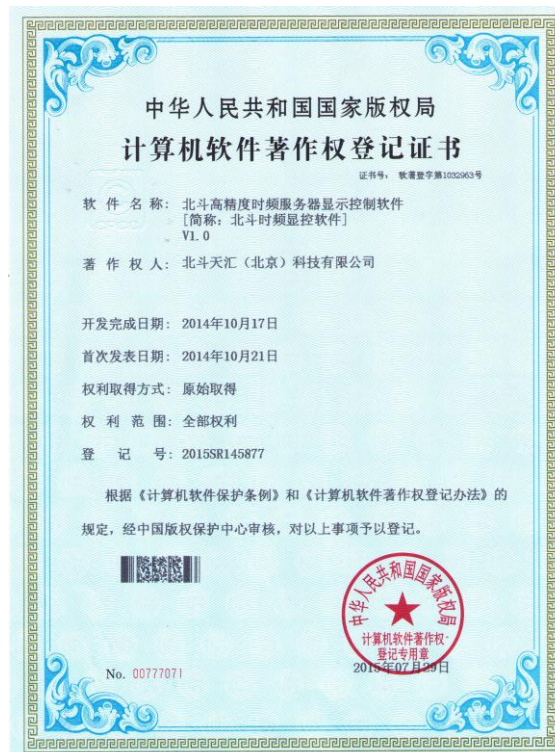 中华人民共和国国家版权局
计算机软件著作权登记证书
证书号： 软著登字第1032963号
软件名称： 北斗高精度时频服务器显示控制软件
[简称：北斗时频显控软件]
V1.0
著作权人： 北斗天汇（北京）科技有限公司
开发完成日期： 2014年10月17日
首次发表日期： 2014年10月21日
权利取得方式： 原始取得
权利范围： 全部权利
登记号： 2015SR145877
根据《计算机软件保护条例》和《计算机软件著作权登记办法》的
规定，经中国版权保护中心审核，对以上事项予以登记。
中华人民共和国国家版权局
计算机软件著作权
登记专用章
2015年07月29日
No. 00777071